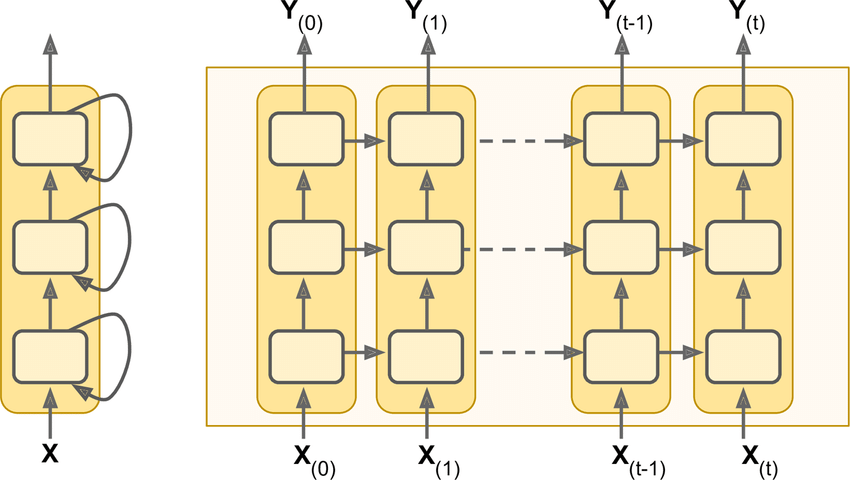 Y(0) Y(1) Y(t-1) Y(t)
X X(0) X(1) X(t-1) X(t)